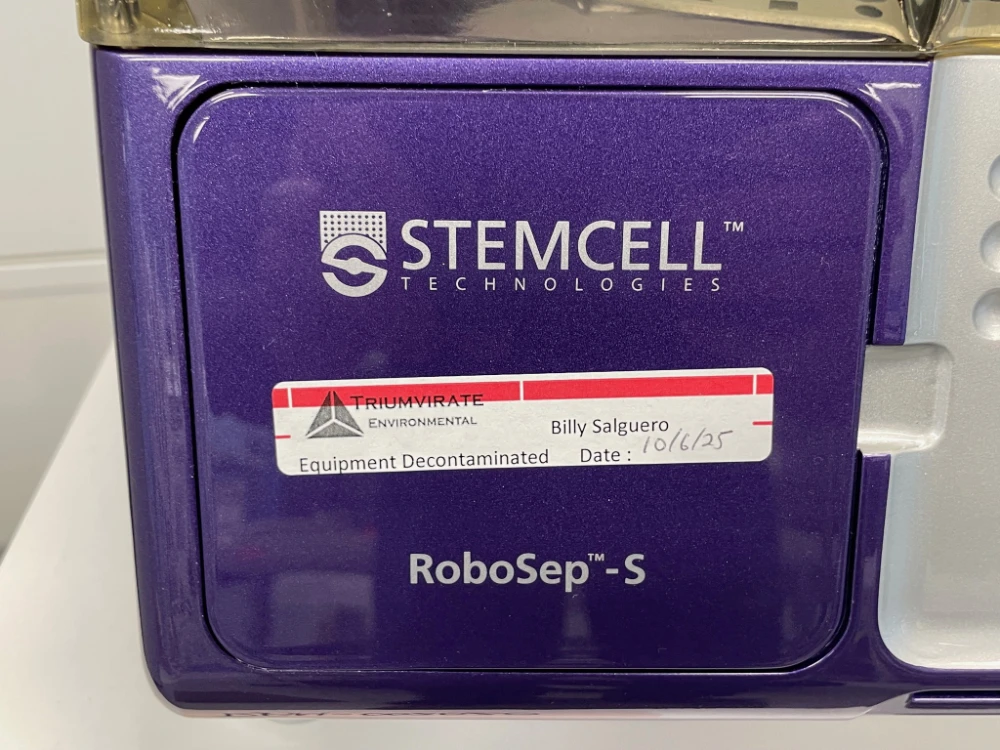 STEMCELL™
TECHNOLOGIES
TRIUMVIRATE
ENVIRONMENTAL
Billy Salguero
Equipment Decontaminated Date : 10/6/25
RoboSep™-S